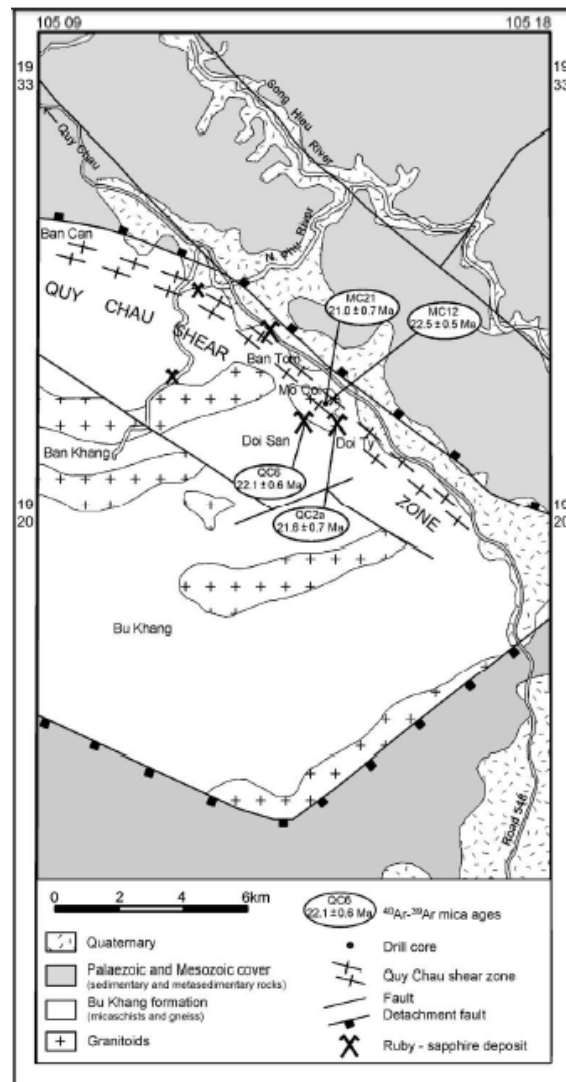 105 09
105 18
19
33
19
33
Song Hieu
River
Quy Chau
N. Phu River
Ban Can
QUY CHAU SHEAR ZONE
MC21
21.0 ± 0.7 Ma
MC12
22.5 ± 0.5 Ma
Ban Tom
Mo Coi
Doi San
Doi Ty
Ban Khang
QC6
22.1 ± 0.6 Ma
QC2a
21.6 ± 0.7 Ma
19
20
19
20
Bu Khang
Road 548
0 2 4 6km
Quaternary
Palaezoic and Mesozoic cover
(sedimentary and metasedimentary rocks)
Bu Khang formation
(micaschists and gneiss)
Granitoids
QC6
22.1 ± 0.6 Ma
⁴⁰Ar-³⁹Ar mica ages
Drill core
Quy Chau shear zone
Fault
Detachment fault
Ruby - sapphire deposit